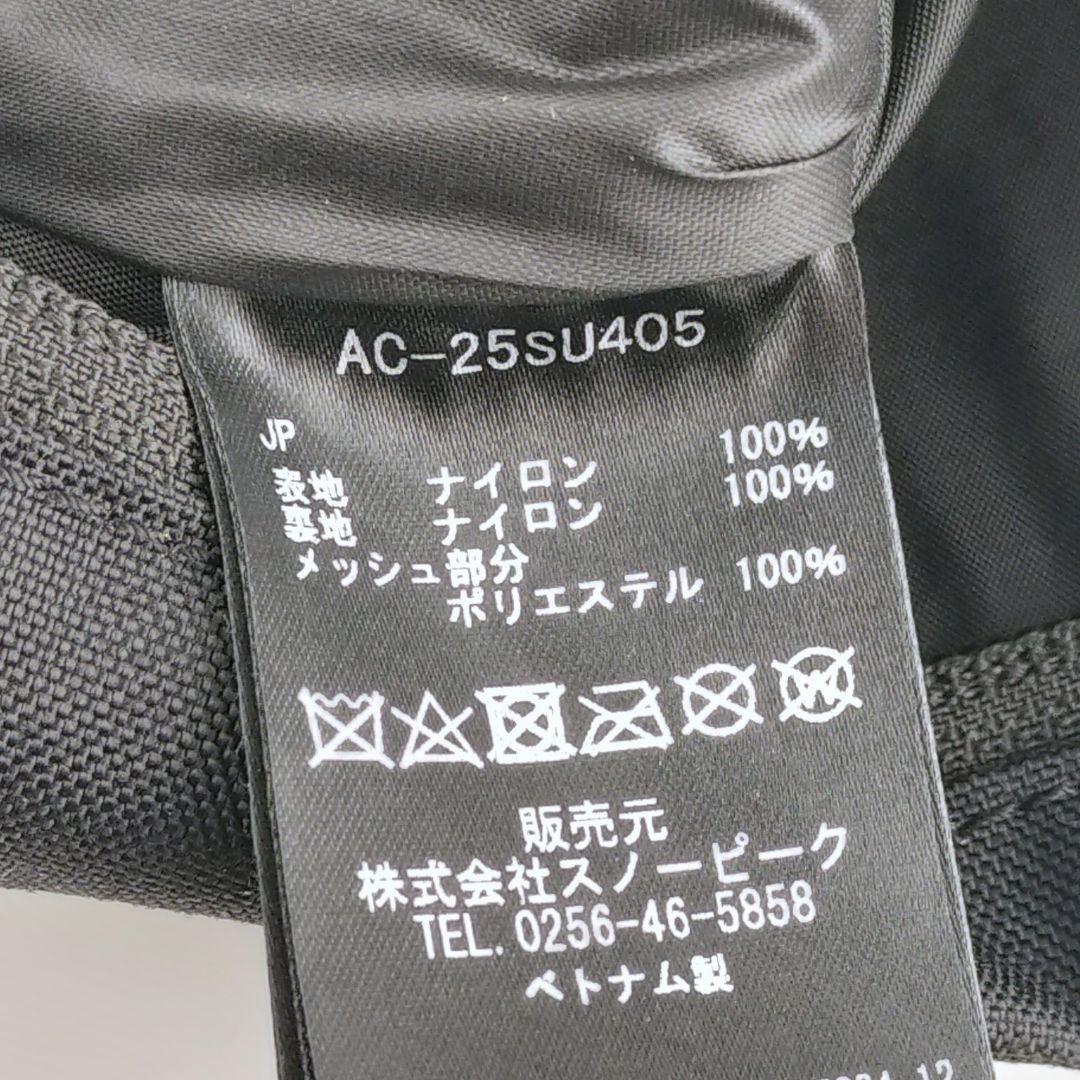 AC-25SU405
JP
表地 ナイロン 100%
裏地 ナイロン 100%
メッシュ部分
ポリエステル 100%
W
販売元
株式会社スノーピーク
TEL. 0256-46-5858
ベトナム製